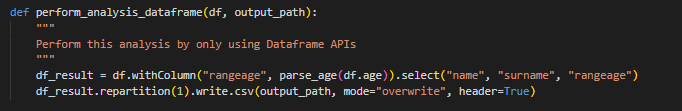 def perform_analysis_dataframe(df, output_path):
    """
    Perform this analysis by only using Dataframe APIs
    """
    df_result = df.withColumn("rangeage", parse_age(df.age)).select("name", "surname", "rangeage")
    df_result.repartition(1).write.csv(output_path, mode="overwrite", header=True)